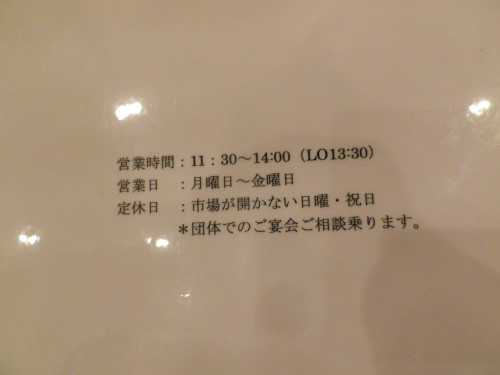 営業時間：11：30～14:00（LO13:30）
営業日　：月曜日～金曜日
定休日　：市場が開かない日曜・祝日
＊団体でのご宴会ご相談乗ります。